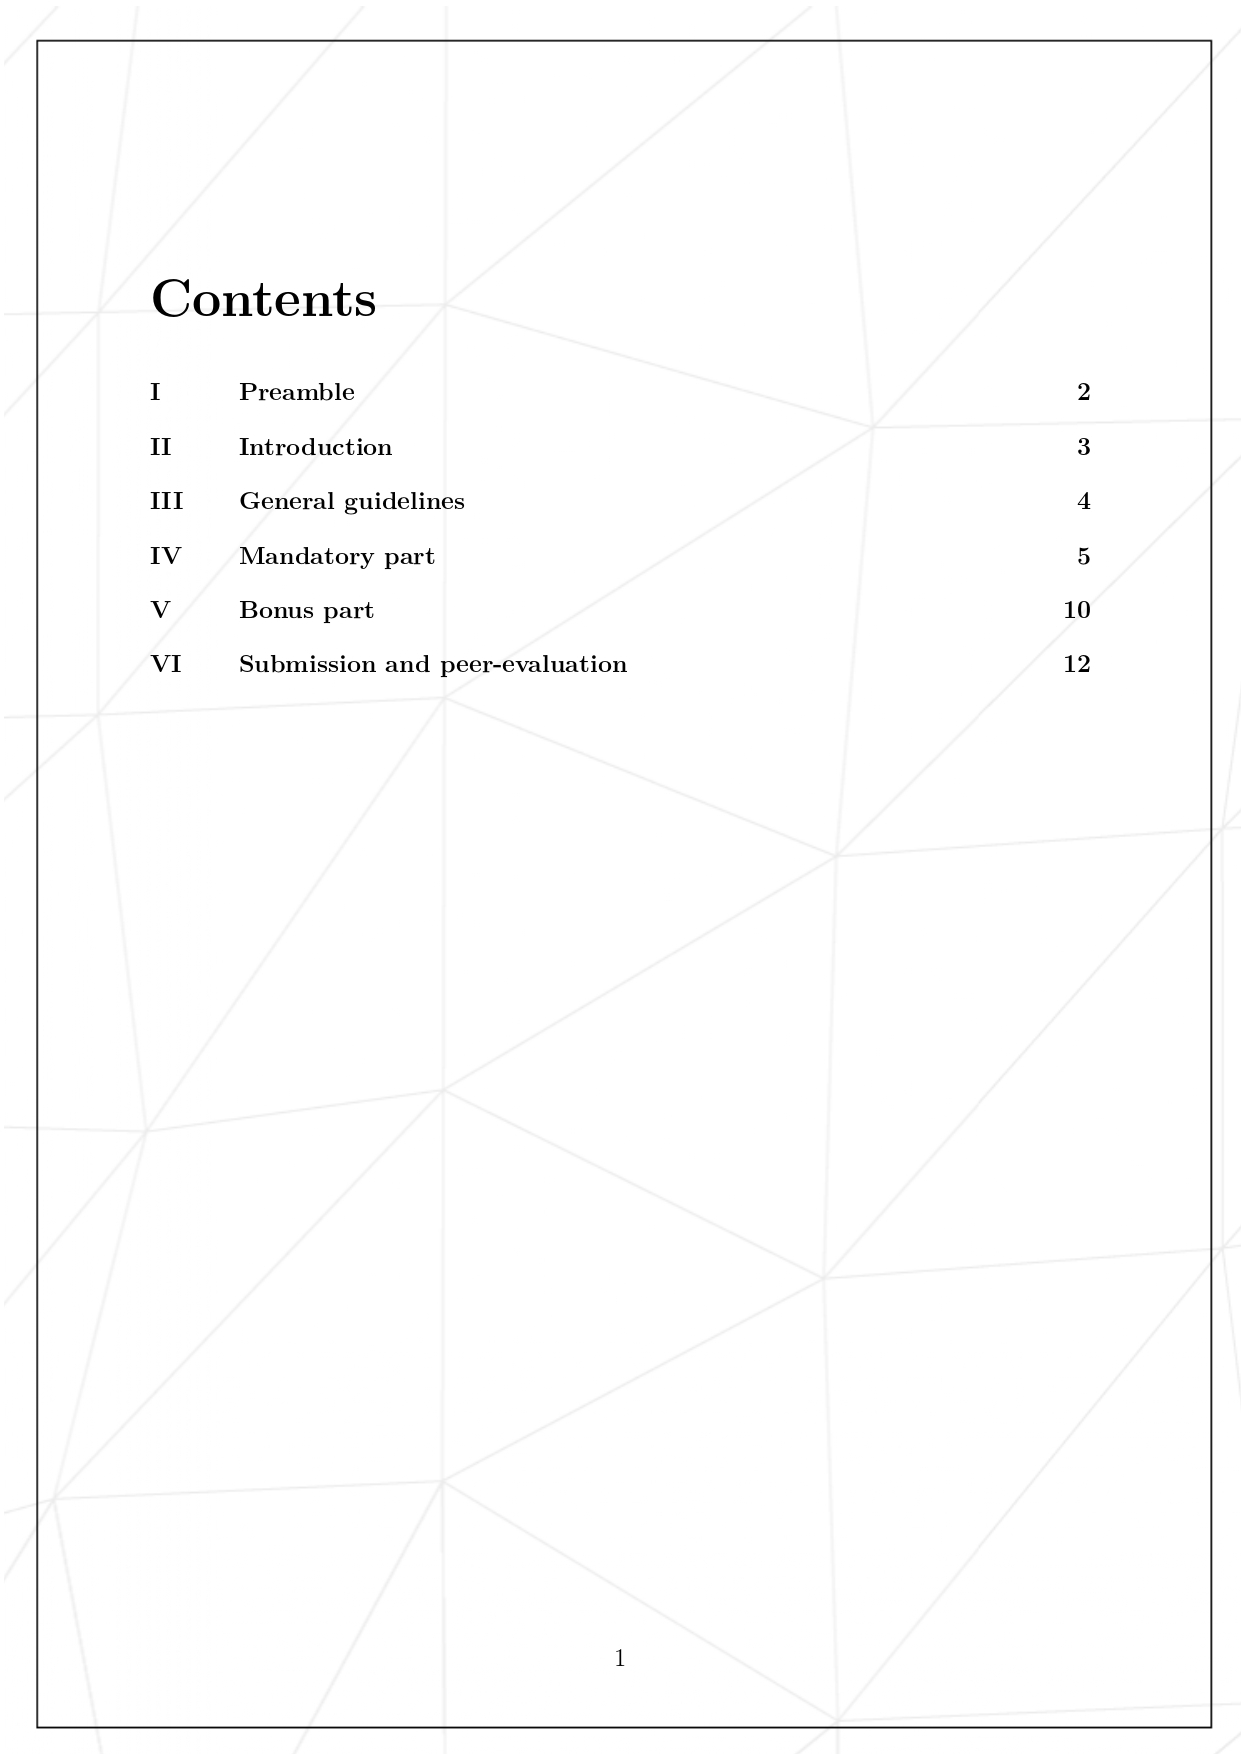 Contents
I Preamble 2
II Introduction 3
III General guidelines 4
IV Mandatory part 5
V Bonus part 10
VI Submission and peer-evaluation 12
1